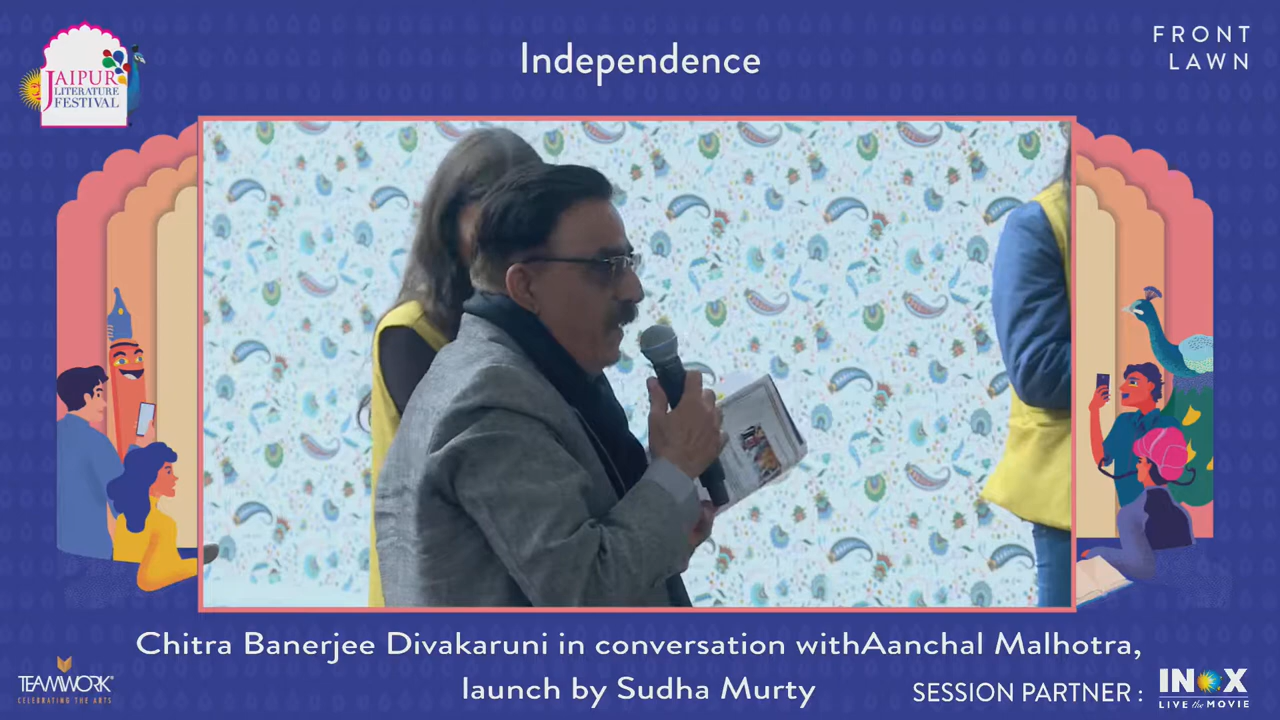 JAIPUR
LITERATURE
FESTIVAL
Independence
FRONT
LAWN
Chitra Banerjee Divakaruni in conversation withAanchal Malhotra,
launch by Sudha Murty
TEAMWORK
CELEBRATING THE ARTS
SESSION PARTNER :
INOX
LIVE the MOVIE